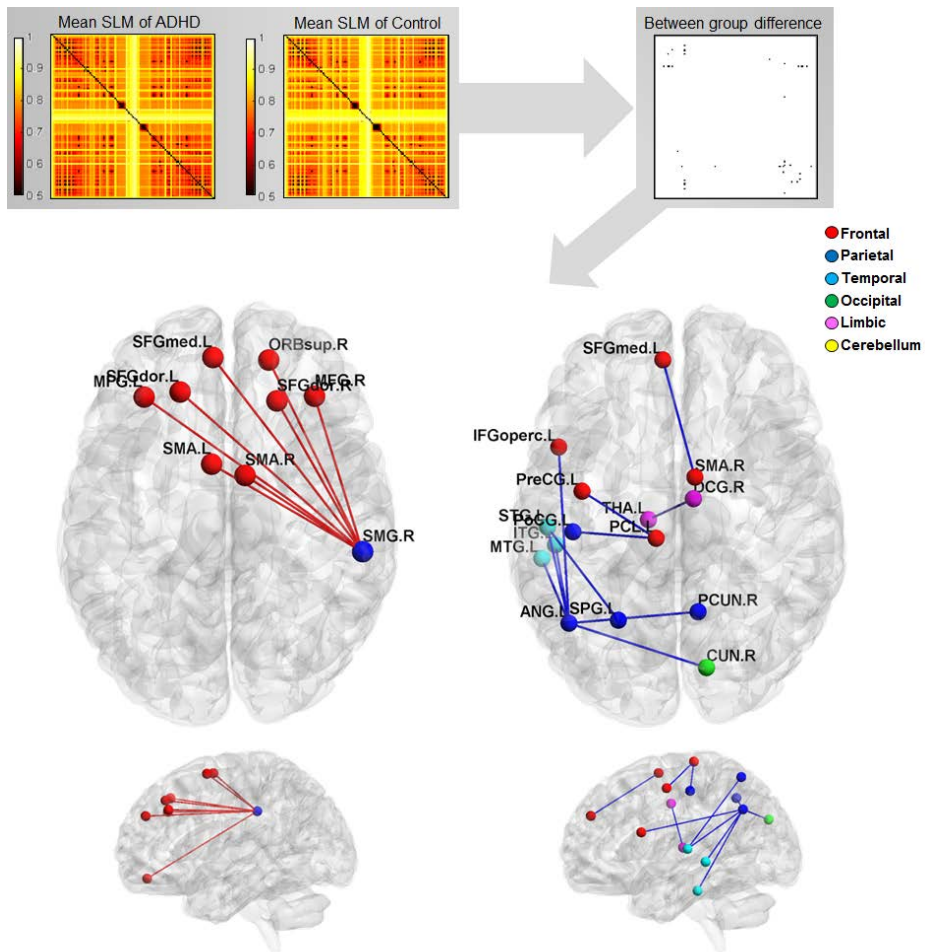 Mean SLM of ADHD
Mean SLM of Control
Between group difference
1
0 9
0 8
0 7
0 6
0 5
1
0 9
0 8
0 7
0 6
0 5
Frontal
Parietal
Temporal
Occipital
Limbic
Cerebellum
SFGmed.L
ORBsup.R
SFGdor.L
MFG.L
SFGdor.R
MFG.R
SMA.L
SMA.R
SMG.R
SFGmed.L
IFGoperc.L
SMA.R
PreCG.L
DCG.R
THA.L
STG.L
PoCG.L
PCL.L
ITG.L
MTG.L
ANG.L
SPG.L
PCUN.R
CUN.R